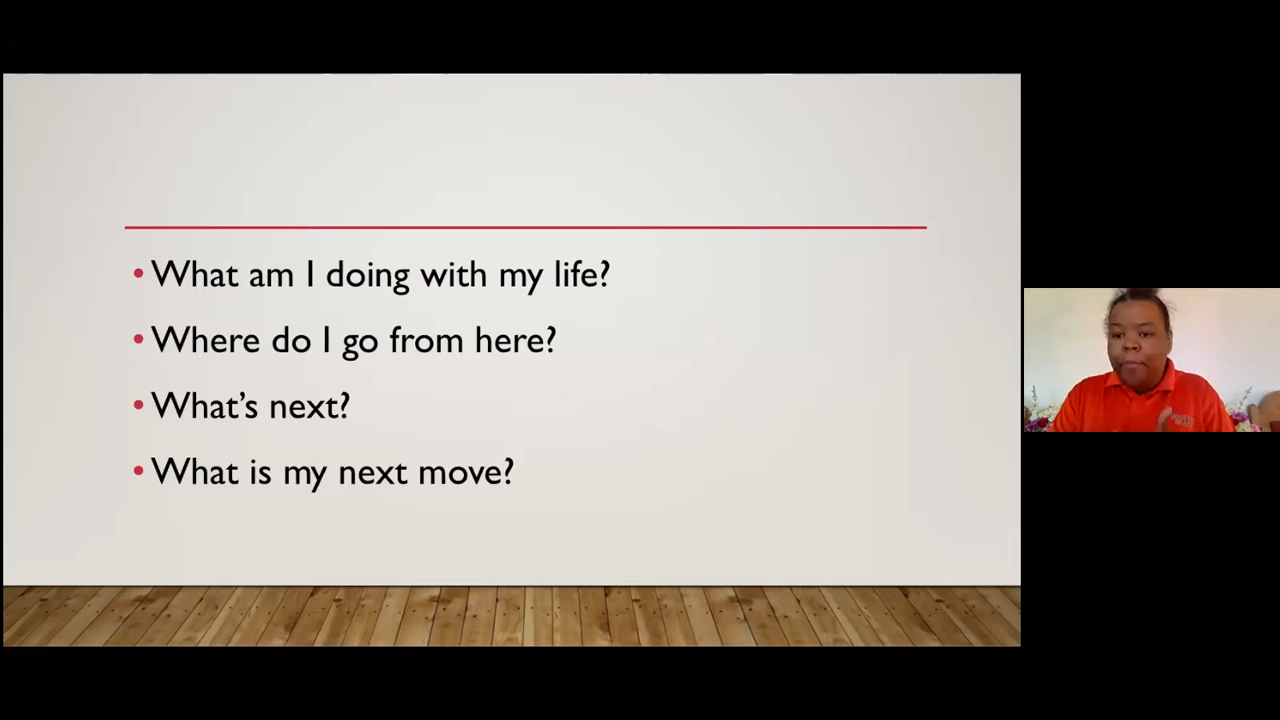 • What am I doing with my life?
• Where do I go from here?
• What's next?
• What is my next move?